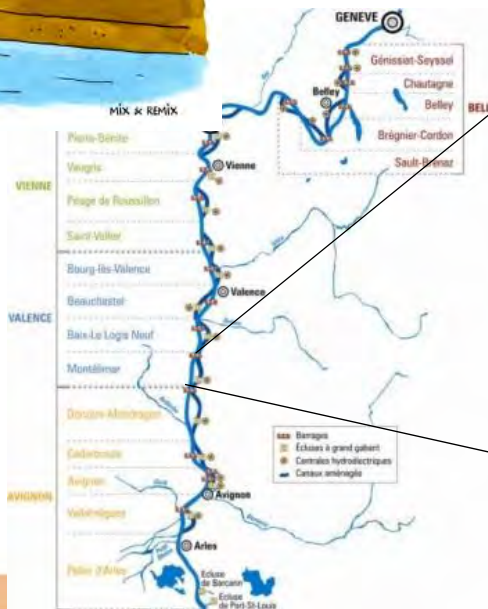 MIX & REMIX
GENEVE
Génissiat-Seyssel
Chautagne
Belley
Belley
BELL
Brégnier-Cordon
Sault-Brénaz
Pierre-Bénite
Vaugris
Vienne
VIENNE
Péage de Roussillon
Saint-Vallier
Bourg-lès-Valence
Valence
Beauchastel
VALENCE
Baix-Le Logis Neuf
Montélimar
Donzère-Mondragon
Caderousse
Avignon
Avignon
AVIGNON
Vallabrègues
Arles
Palier d'Arles
Barrages
Écluses à grand gabarit
Centrales hydroélectriques
Canaux aménagés
Ecluse
de Barcarin
Ecluse
de Port-St-Louis